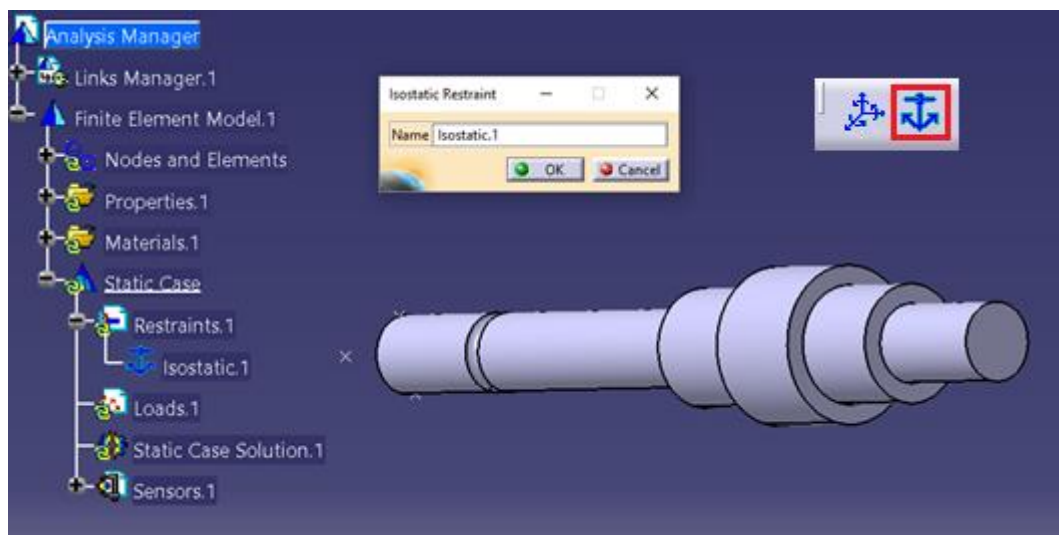 Analysis Manager
Links Manager.1
Finite Element Model.1
Nodes and Elements
Properties.1
Materials.1
Static Case
Restraints.1
Isostatic.1
Loads.1
Static Case Solution.1
Sensors.1
Isostatic Restraint
Name Isostatic.1
OK Cancel